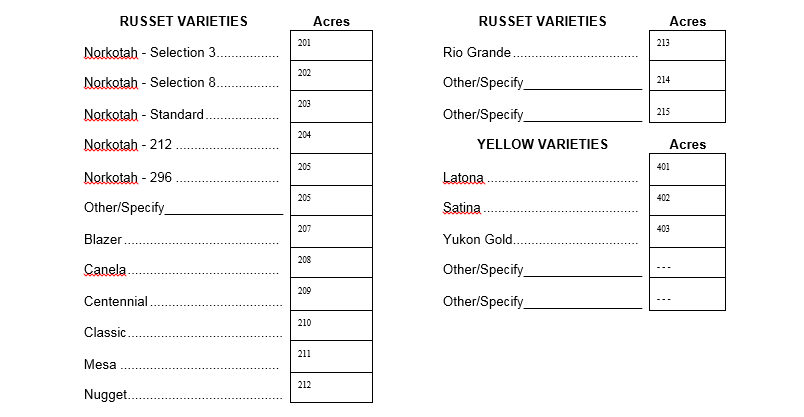 RUSSET VARIETIES Acres
Norkotah - Selection 3................. 201
Norkotah - Selection 8................. 202
Norkotah - Standard.................... 203
Norkotah - 212 ............................ 204
Norkotah - 296 ............................ 205
Other/Specify________________ 205
Blazer.......................................... 207
Canela......................................... 208
Centennial.................................... 209
Classic.......................................... 210
Mesa ........................................... 211
Nugget.......................................... 212
RUSSET VARIETIES Acres
Rio Grande.................................. 213
Other/Specify________________ 214
Other/Specify________________ 215
YELLOW VARIETIES Acres
Latona ......................................... 401
Satina .......................................... 402
Yukon Gold.................................. 403
Other/Specify________________ ---
Other/Specify________________ ---